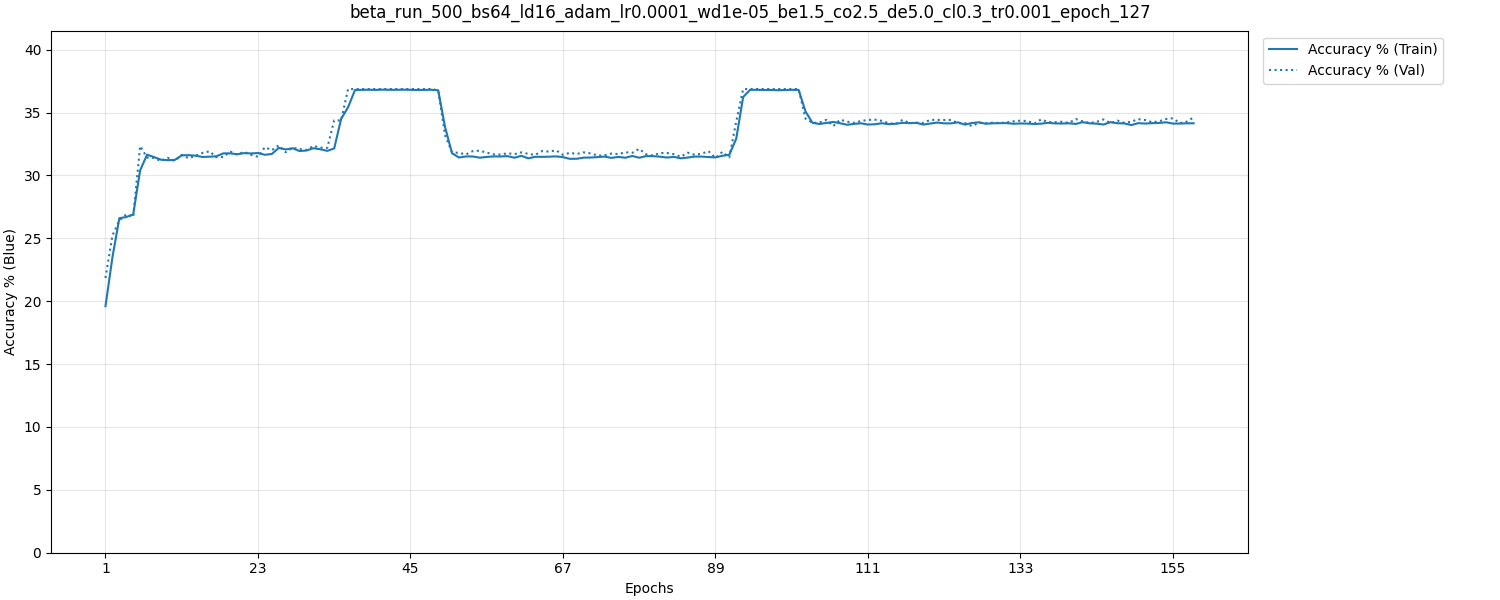 beta_run_500_bs64_ld16_adam_lr0.0001_wd1e-05_be1.5_co2.5_de5.0_cl0.3_tr0.001_epoch_127
Accuracy % (Train)
Accuracy % (Val)
Accuracy % (Blue)
40
35
30
25
20
15
10
5
0
1 23 45 67 89 111 133 155
Epochs